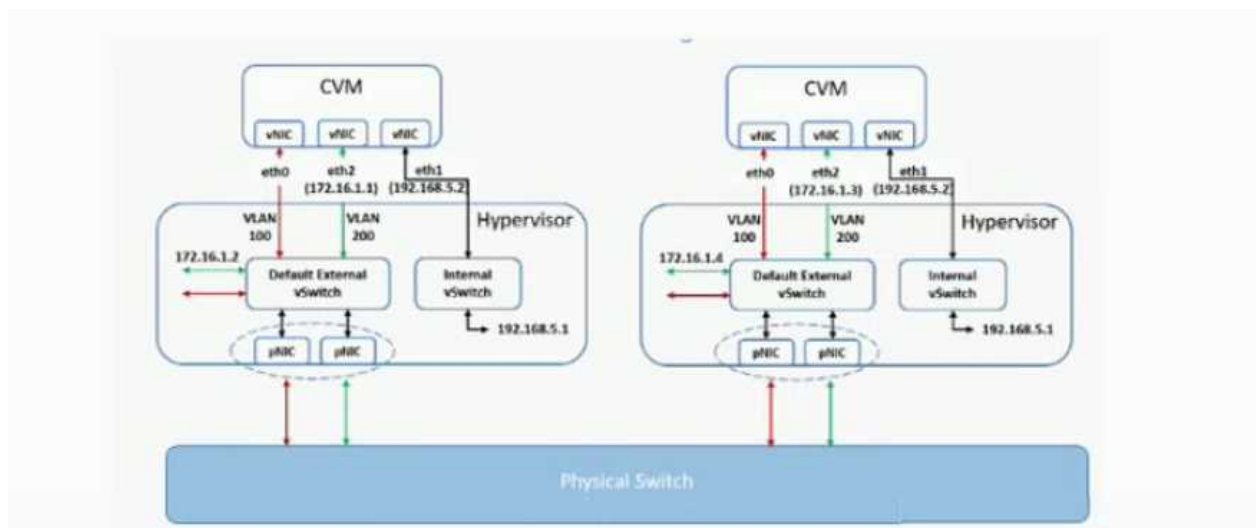 CVM
vNIC vNIC vNIC
eth0 eth2 eth1
(172.16.1.1) (192.168.5.2)
Hypervisor
VLAN VLAN
100 200
172.16.1.2
Default External
vSwitch
Internal
vSwitch
192.168.5.1
pNIC pNIC
CVM
vNIC vNIC vNIC
eth0 eth2 eth1
(172.16.1.3) (192.168.5.2)
Hypervisor
VLAN VLAN
100 200
172.16.1.4
Default External
vSwitch
Internal
vSwitch
192.168.5.1
pNIC pNIC
Physical Switch